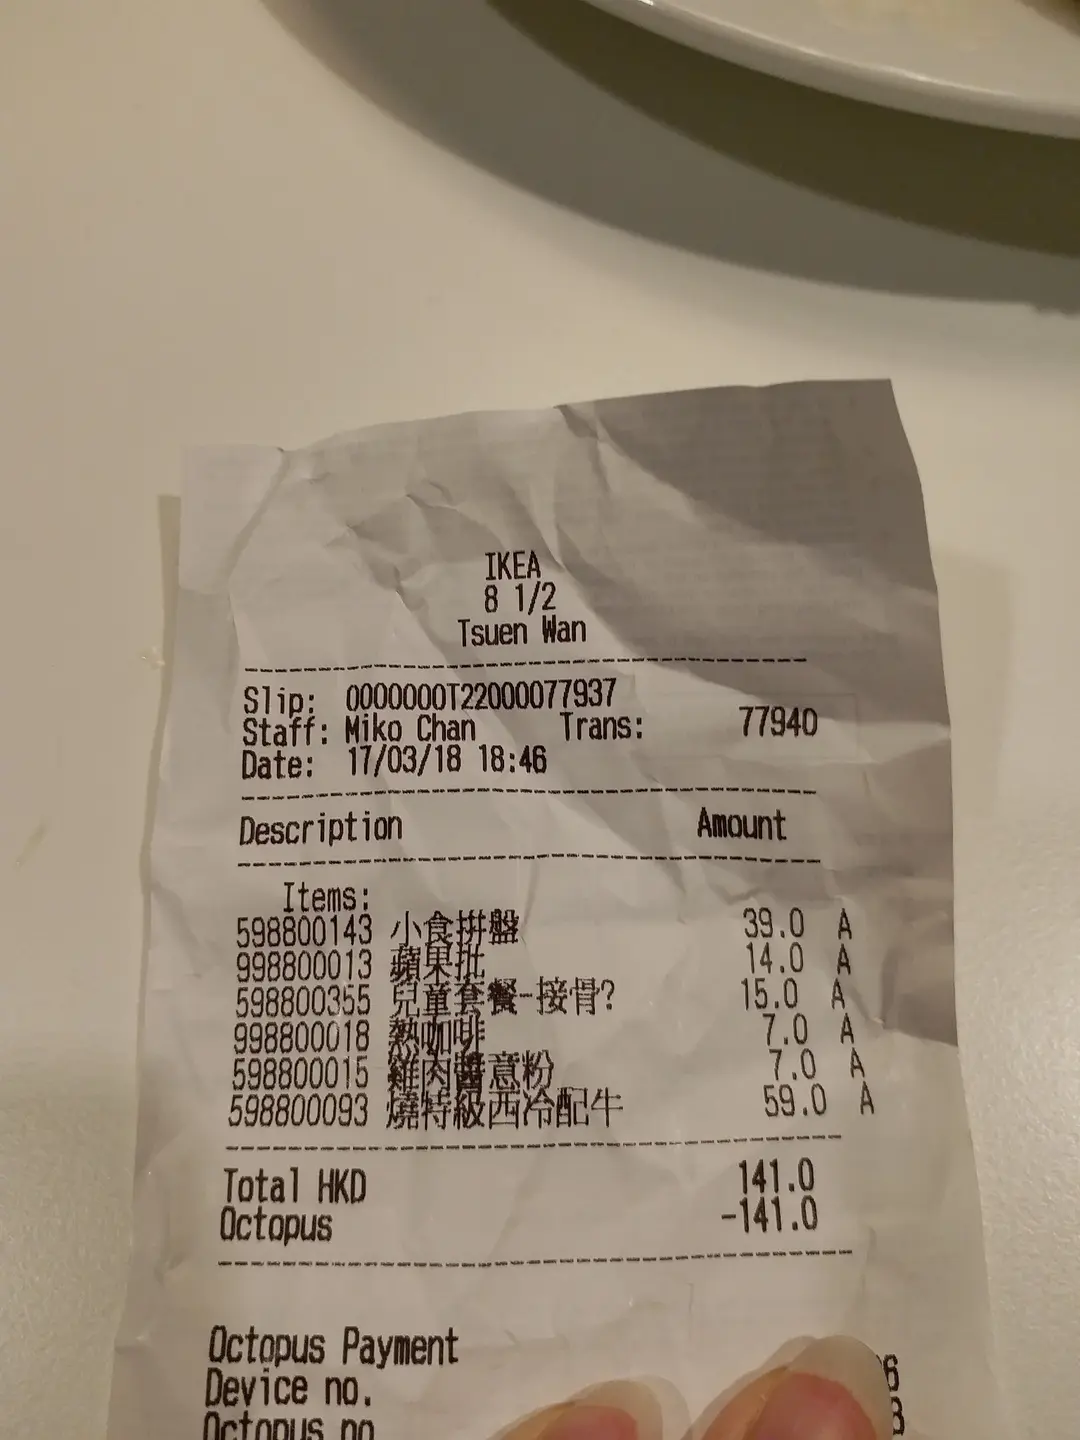 IKEA
8 1/2
Tsuen Wan
Slip: 0000000T22000077937
Staff: Miko Chan Trans: 77940
Date: 17/03/18 18:46
Description Amount
Items:
598800143 小食拼盤 39.0 A
998800013 蘋果批 14.0 A
598800355 兒童套餐-接骨? 15.0 A
998800018 熱咖啡 7.0 A
598800015 雞肉醬意粉 7.0 A
598800093 燒特級西冷配牛 59.0 A
Total HKD 141.0
Octopus -141.0
Octopus Payment
Device no.
Octopus no